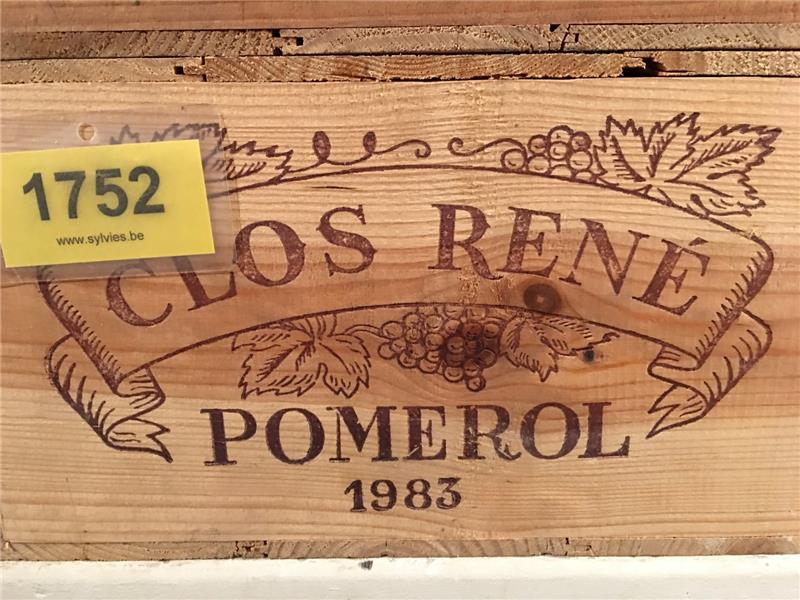 1752
www.sylvies.be
CLOS RENÉ
POMEROL
1983